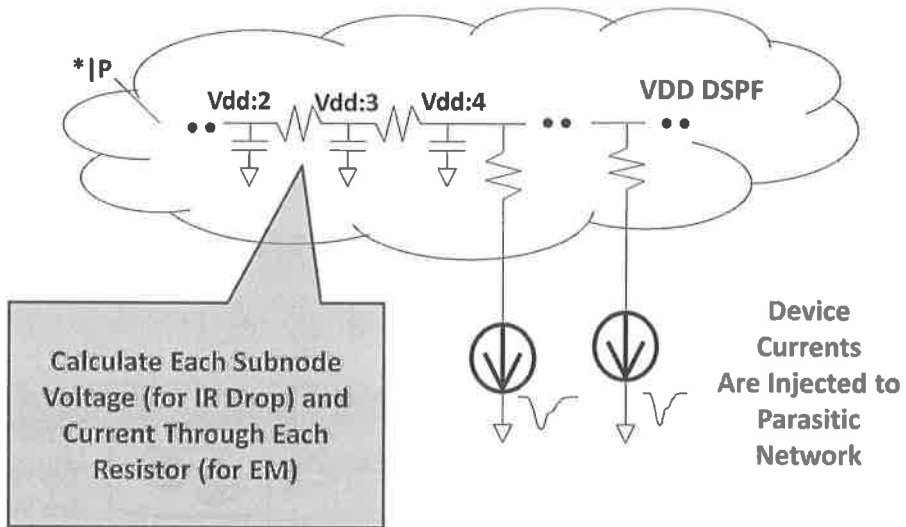 *|P
Vdd:2
Vdd:3
Vdd:4
VDD DSPF
Calculate Each Subnode
Voltage (for IR Drop) and
Current Through Each
Resistor (for EM)
Device
Currents
Are Injected to
Parasitic
Network